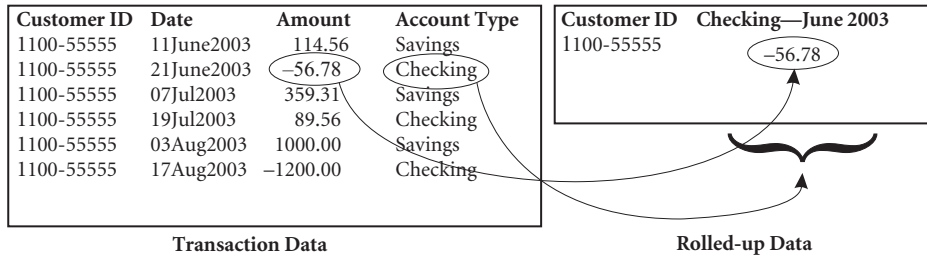 Customer ID Date Amount Account Type
1100-55555 11June2003 114.56 Savings
1100-55555 21June2003 –56.78 Checking
1100-55555 07Jul2003 359.31 Savings
1100-55555 19Jul2003 89.56 Checking
1100-55555 03Aug2003 1000.00 Savings
1100-55555 17Aug2003 –1200.00 Checking
Transaction Data
Customer ID Checking—June 2003
1100-55555 –56.78
Rolled-up Data